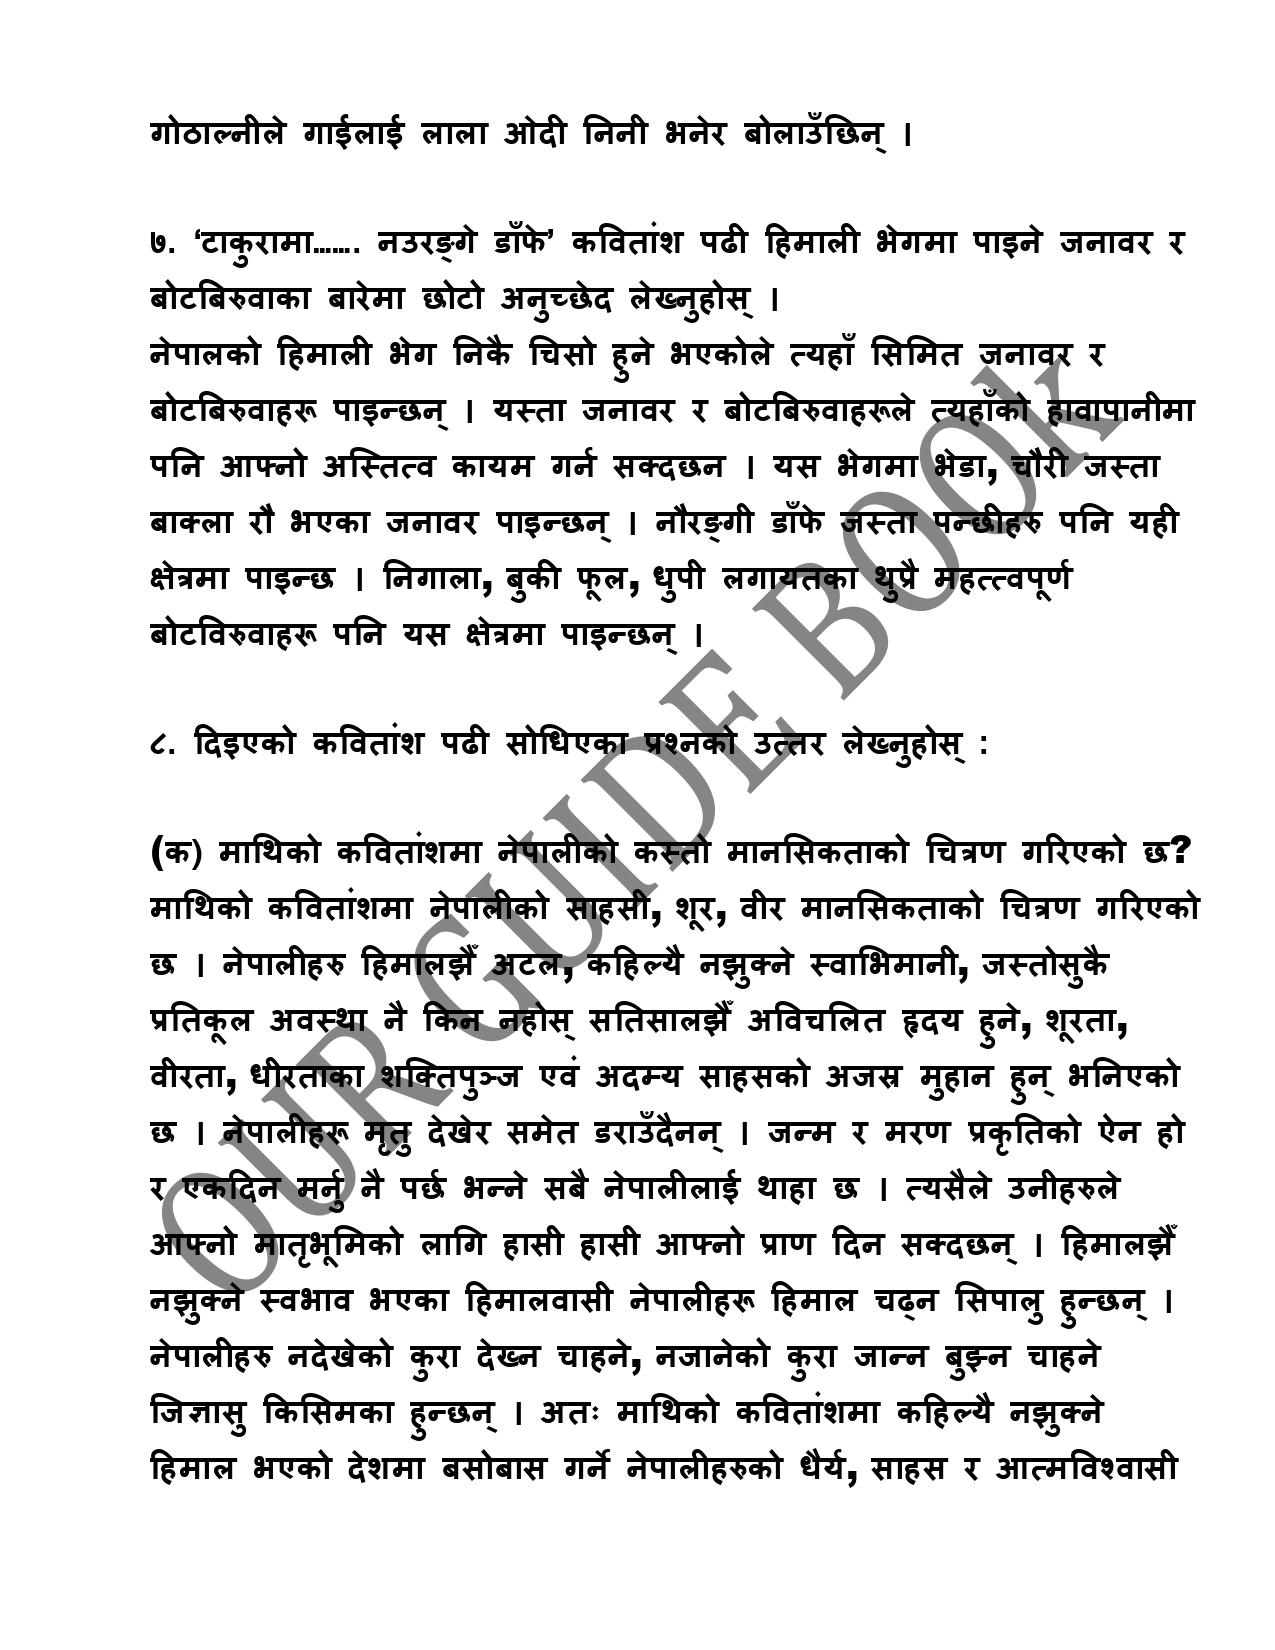 गोठाल्नीले गाईलाई लाला ओदी निनी भनेर बोलाउँछिन् ।
७. ‘टाकुरामा……. नउरङ्गे डाँफे’ कवितांश पढी हिमाली भेगमा पाइने जनावर र
बोटबिरुवाका बारेमा छोटो अनुच्छेद लेख्नुहोस् ।
नेपालको हिमाली भेग निकै चिसो हुने भएकोले त्यहाँ सिमित जनावर र
बोटबिरुवाहरू पाइन्छन् । यस्ता जनावर र बोटबिरुवाहरूले त्यहाँको हावापानीमा
पनि आफ्नो अस्तित्व कायम गर्न सक्दछन । यस भेगमा भेडा, चौरी जस्ता
बाक्ला रौ भएका जनावर पाइन्छन् । नौरङ्गी डाँफे जस्ता पन्छीहरु पनि यही
क्षेत्रमा पाइन्छ । निगाला, बुकी फूल, धुपी लगायतका थुप्रै महत्त्वपूर्ण
बोटविरुवाहरू पनि यस क्षेत्रमा पाइन्छन् ।
८. दिइएको कवितांश पढी सोधिएका प्रश्नको उत्तर लेख्नुहोस् :
(क) माथिको कवितांशमा नेपालीको कस्तो मानसिकताको चित्रण गरिएको छ?
माथिको कवितांशमा नेपालीको साहसी, शूर, वीर मानसिकताको चित्रण गरिएको
छ । नेपालीहरु हिमालझैँ अटल, कहिल्यै नझुक्ने स्वाभिमानी, जस्तोसुकै
प्रतिकूल अवस्था नै किन नहोस् सतिसालझैँ अविचलित हृदय हुने, शूरता,
वीरता, धीरताका शक्तिपुञ्ज एवं अदम्य साहसको अजस्र मुहान हुन् भनिएको
छ । नेपालीहरू मृतु देखेर समेत डराउँदैनन् । जन्म र मरण प्रकृतिको ऐन हो
र एकदिन मर्नु नै पर्छ भन्ने सबै नेपालीलाई थाहा छ । त्यसैले उनीहरुले
आफ्नो मातृभूमिको लागि हासी हासी आफ्नो प्राण दिन सक्दछन् । हिमालझैँ
नझुक्ने स्वभाव भएका हिमालवासी नेपालीहरू हिमाल चढ्न सिपालु हुन्छन् ।
नेपालीहरु नदेखेको कुरा देख्न चाहने, नजानेको कुरा जान्न बुझ्न चाहने
जिज्ञासु किसिमका हुन्छन् । अतः माथिको कवितांशमा कहिल्यै नझुक्ने
हिमाल भएको देशमा बसोबास गर्ने नेपालीहरुको धैर्य, साहस र आत्मविश्वासी
OUR GUIDE BOOk